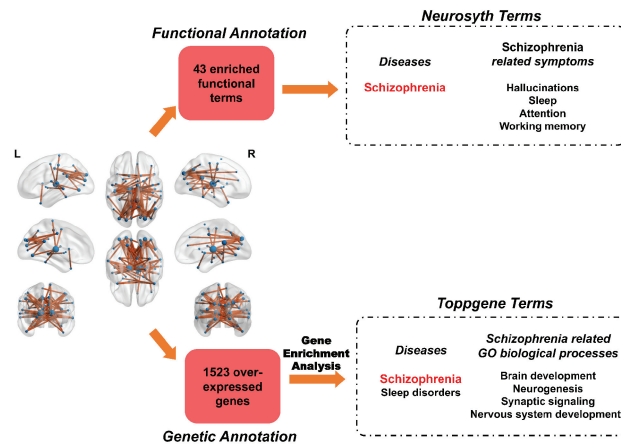 Functional Annotation
43 enriched
functional
terms
Neurosyth Terms
Diseases
Schizophrenia
Schizophrenia
related symptoms
Hallucinations
Sleep
Attention
Working memory
L
R
1523 over-
expressed
genes
Genetic Annotation
Gene
Enrichment
Analysis
Toppgene Terms
Diseases
Schizophrenia
Sleep disorders
Schizophrenia related
GO biological processes
Brain development
Neurogenesis
Synaptic signaling
Nervous system development